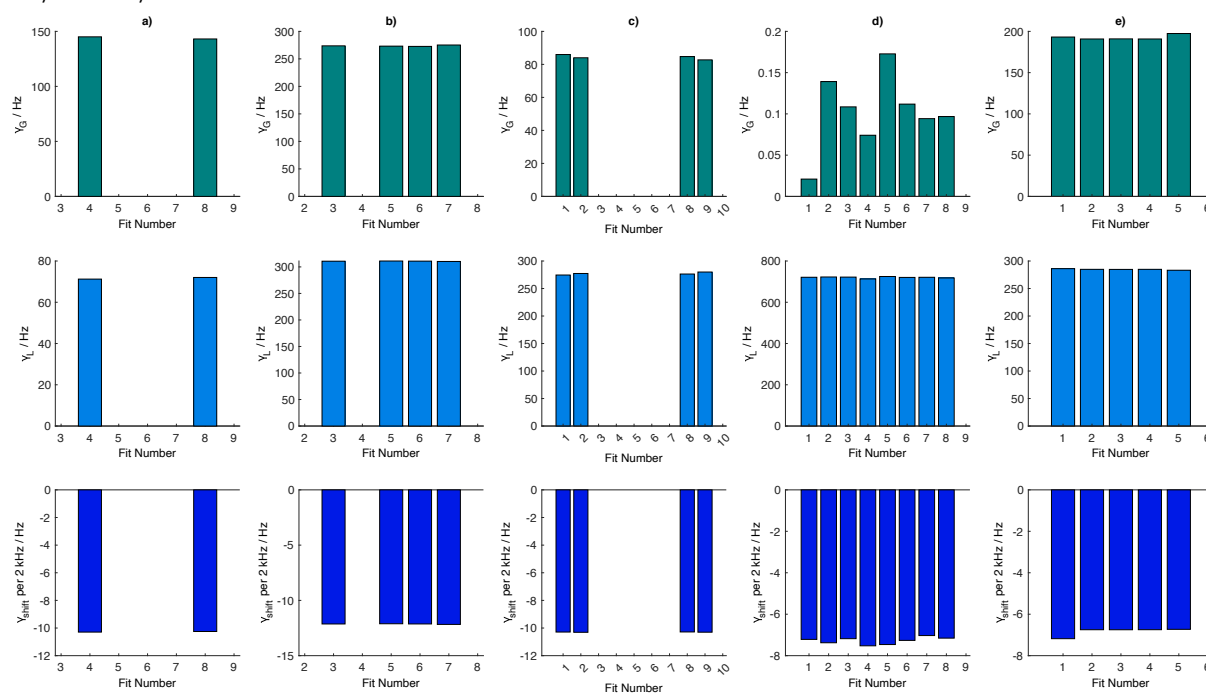 a) b) c) d) e)
150 100 50 0
γG / Hz
3 4 5 6 7 8 9
Fit Number
300 250 200 150 100 50 0
γG / Hz
2 3 4 5 6 7 8
Fit Number
100 80 60 40 20 0
γG / Hz
1 2 3 4 5 6 7 8 9 10
Fit Number
0.2 0.15 0.1 0.05 0
γG / Hz
1 2 3 4 5 6 7 8 9
Fit Number
200 150 100 50 0
γG / Hz
1 2 3 4 5 6
Fit Number
80 60 40 20 0
γL / Hz
3 4 5 6 7 8 9
Fit Number
300 250 200 150 100 50 0
γL / Hz
2 3 4 5 6 7 8
Fit Number
300 250 200 150 100 50 0
γL / Hz
1 2 3 4 5 6 7 8 9 10
Fit Number
800 600 400 200 0
γL / Hz
1 2 3 4 5 6 7 8 9
Fit Number
300 250 200 150 100 50 0
γL / Hz
1 2 3 4 5 6
Fit Number
0 -2 -4 -6 -8 -10 -12
γshift per 2 kHz / Hz
3 4 5 6 7 8 9
Fit Number
0 -5 -10 -15
γshift per 2 kHz / Hz
2 3 4 5 6 7 8
Fit Number
0 -2 -4 -6 -8 -10 -12
γshift per 2 kHz / Hz
1 2 3 4 5 6 7 8 9 10
Fit Number
0 -2 -4 -6 -8
γshift per 2 kHz / Hz
1 2 3 4 5 6 7 8 9
Fit Number
0 -2 -4 -6 -8
γshift per 2 kHz / Hz
1 2 3 4 5 6
Fit Number